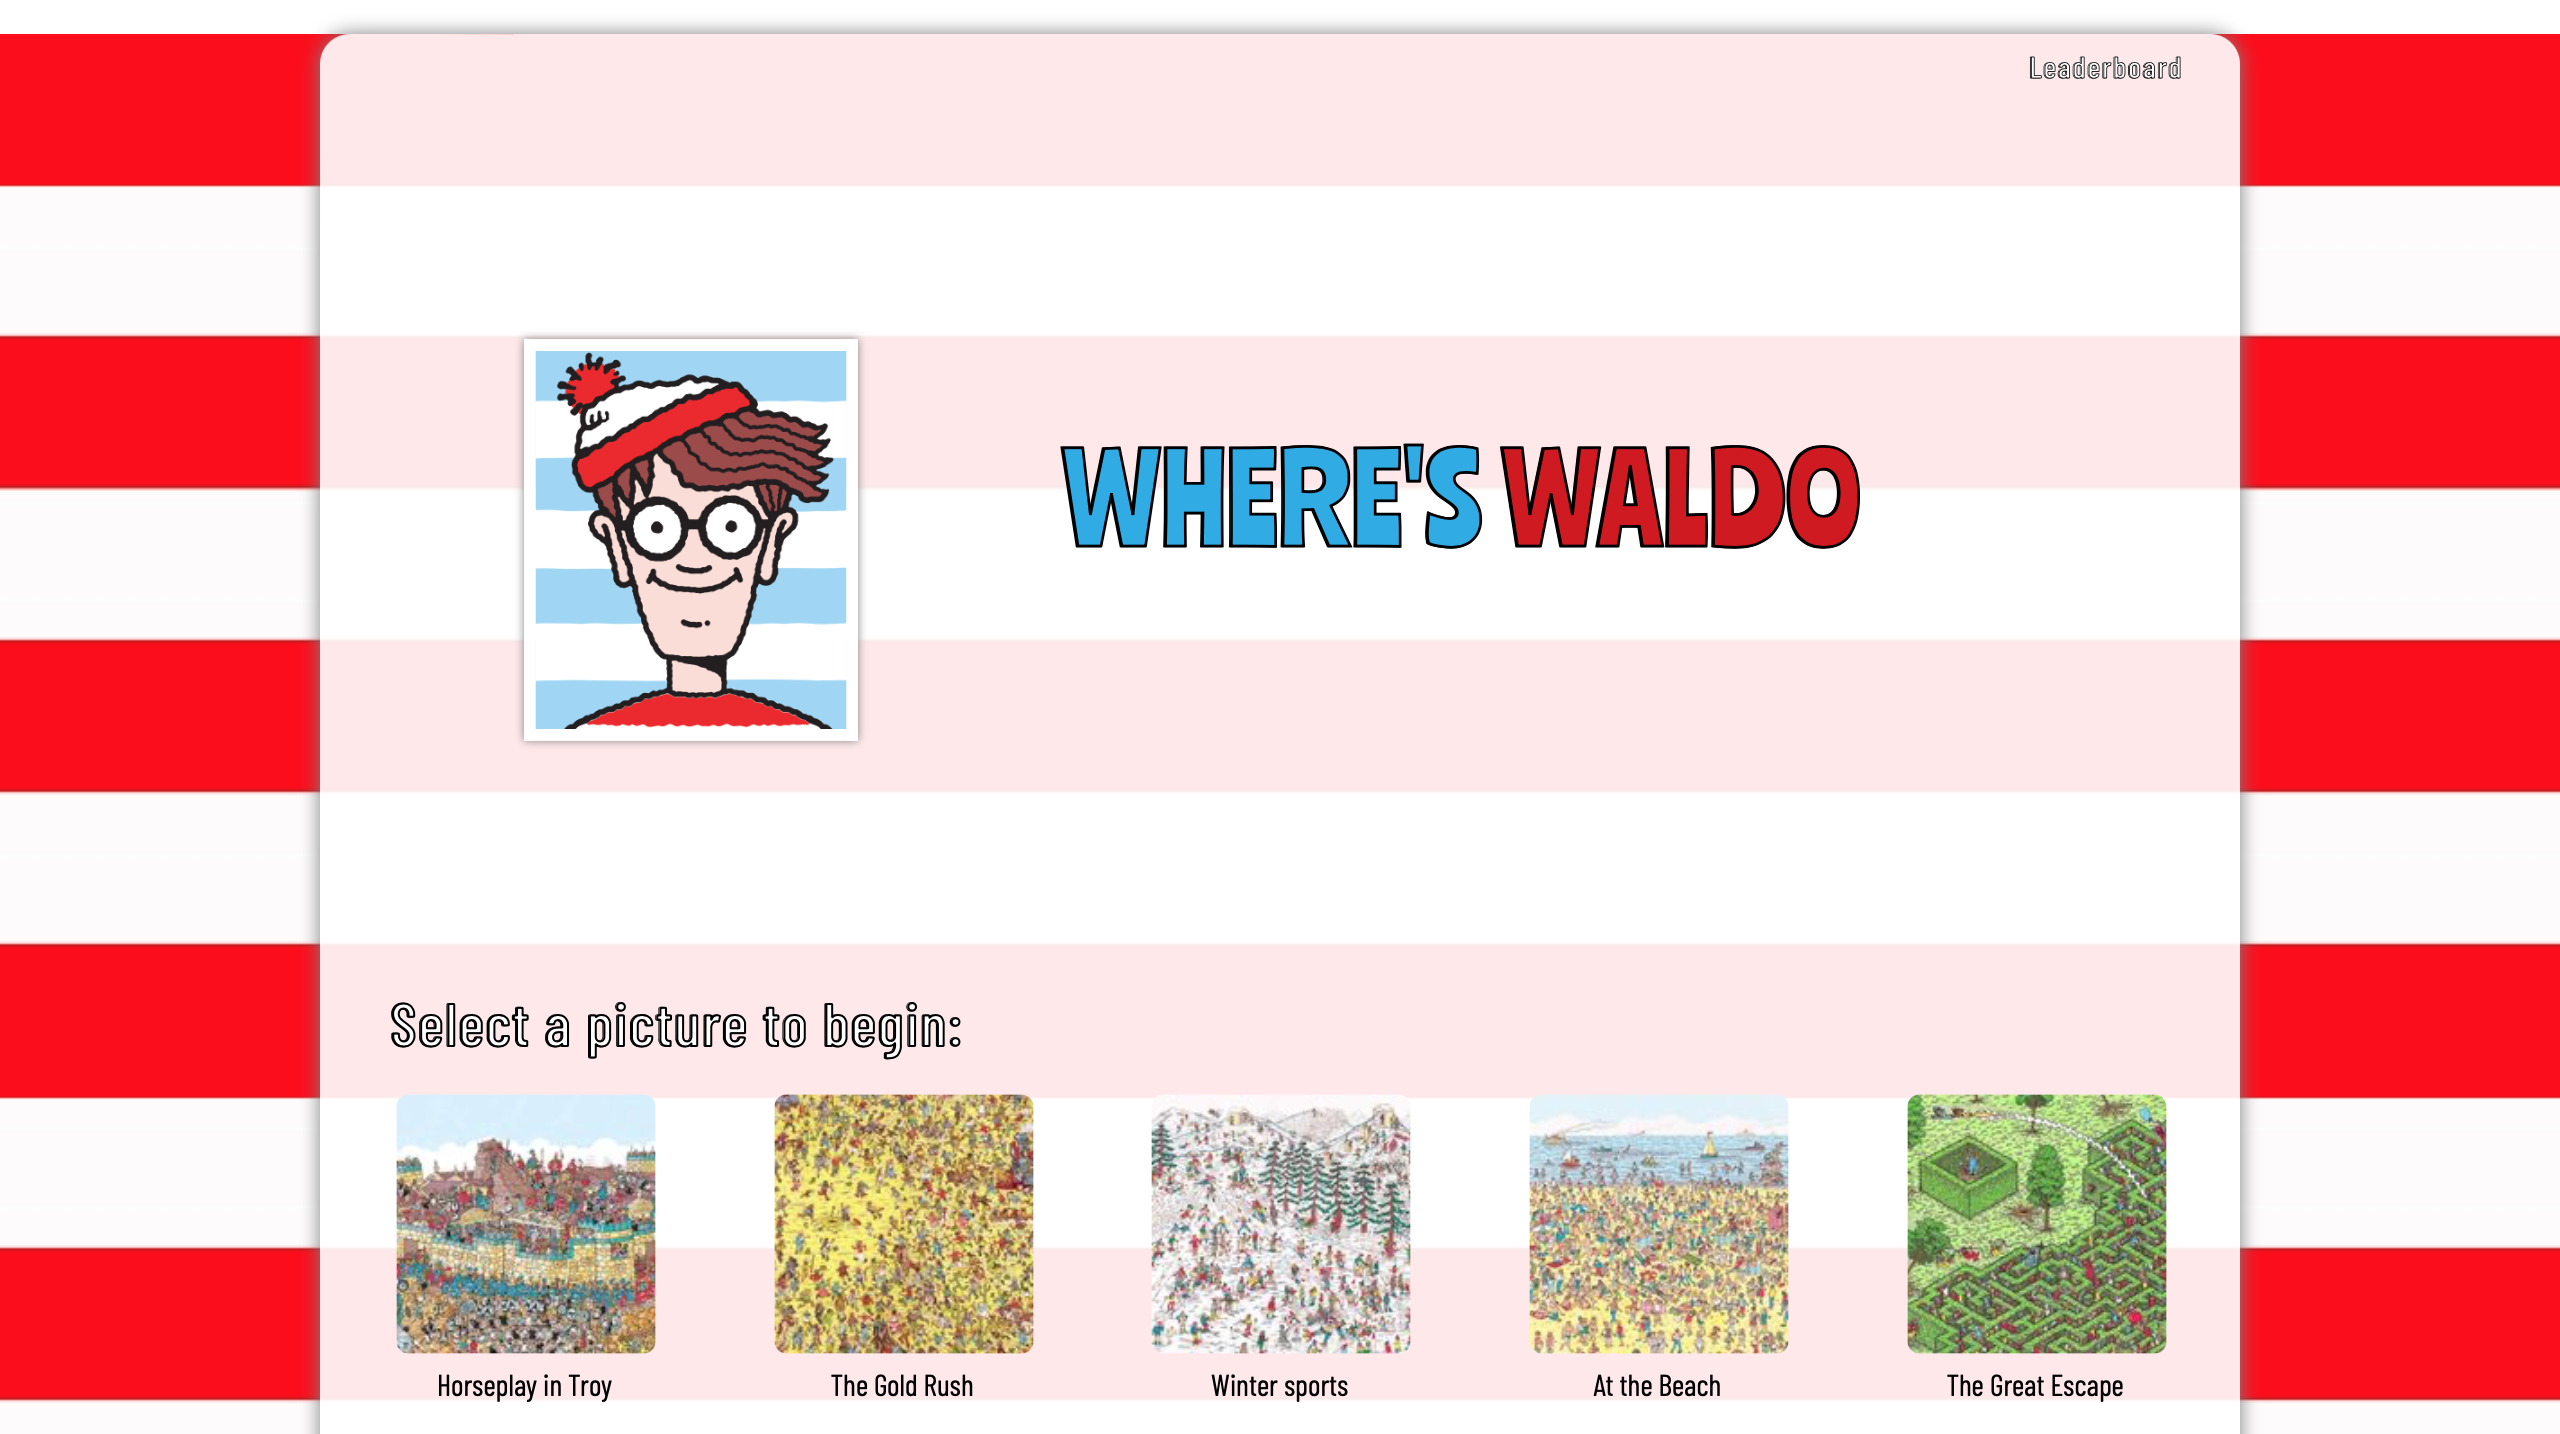 Leaderboard
WHERE'S WALDO
Select a picture to begin:
Horseplay in Troy
The Gold Rush
Winter sports
At the Beach
The Great Escape